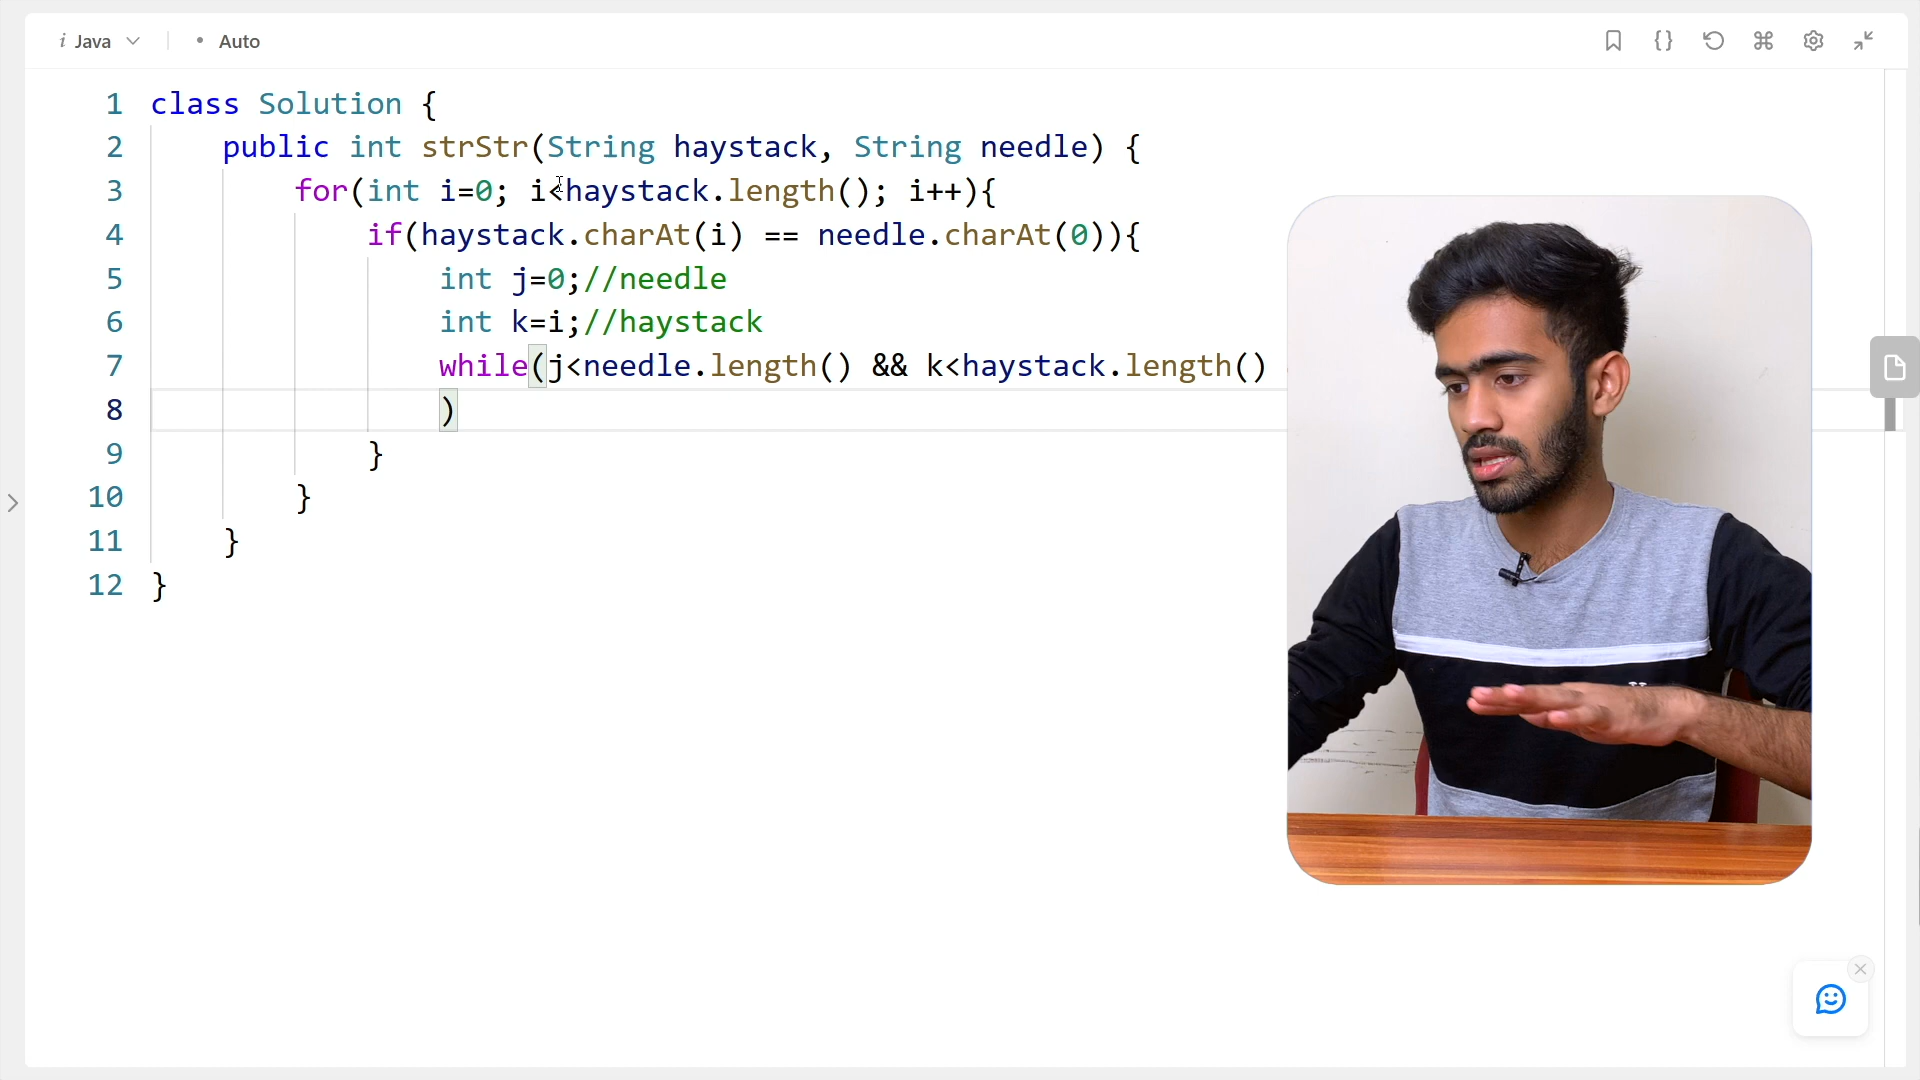 i Java • Auto
1 class Solution {
2 public int strStr(String haystack, String needle) {
3 for(int i=0; i<haystack.length(); i++){
4 if(haystack.charAt(i) == needle.charAt(0)){
5 int j=0;//needle
6 int k=i;//haystack
7 while(j<needle.length() && k<haystack.length()
8 )
9 }
10 }
11 }
12 }